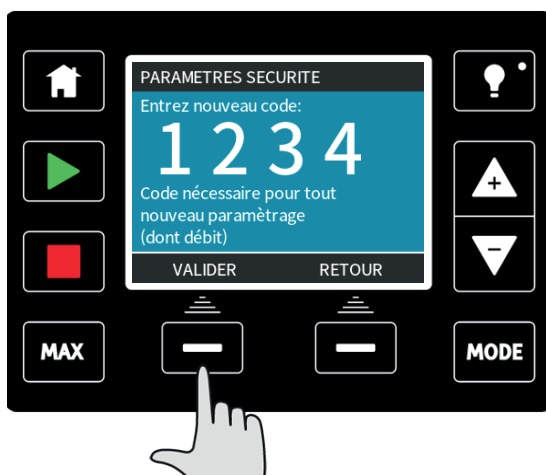 PARAMETRES SECURITE
Entrez nouveau code:
1 2 3 4
Code nécessaire pour tout
nouveau paramètrage
(dont débit)
VALIDER RETOUR
+
−
MAX
MODE